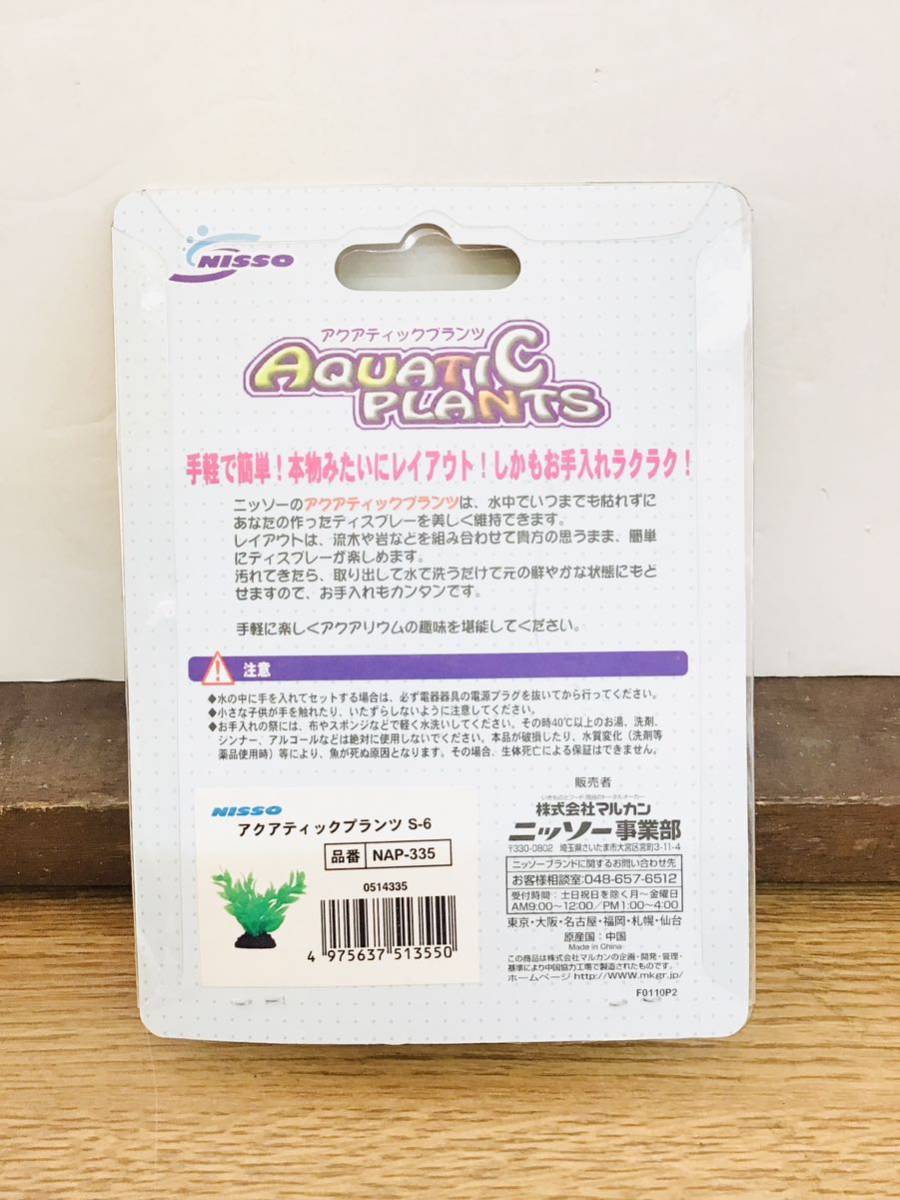 NISSO
アクアティックプランツ
AQUATIC
PLANTS
手軽で簡単！本物みたいにレイアウト！しかもお手入れラクラク！
ニッソーのアクアティックプランツは、水中でいつまでも枯れずに
あなたの作ったディスプレーを美しく維持できます。
レイアウトは、流木や岩などを組み合わせて貴方の思うまま、簡単
にディスプレーが楽しめます。
汚れてきたら、取り出して水で洗うだけで元の鮮やかな状態にもど
せますので、お手入れもカンタンです。
手軽に楽しくアクアリウムの趣味を堪能してください。
注意
◆水の中に手を入れてセットする場合は、必ず電器器具の電源プラグを抜いてから行ってください。
◆小さな子供が手を触れたり、いたずらしないように注意してください。
◆お手入れの祭には、布やスポンジなどで軽く水洗いしてください。その時40℃以上のお湯、洗剤、
シンナー、アルコールなどは絶対に使用しないでください。本品が破損したり、水質変化（洗剤等
薬品使用時）等により、魚が死ぬ原因となります。その場合、生体死亡による保証はできません。
NISSO
アクアティックプランツ S-6
品番 NAP-335
0514335
4 975637 513550
販売者
株式会社マルカン
ニッソー事業部
〒330-0802 埼玉県さいたま市大宮区宮町3-11-4
ニッソーブランドに関するお問い合わせ先
お客様相談室:048-657-6512
受付時間：土日祝日を除く月〜金曜日
AM9:00〜12:00/PM1:00〜4:00
東京・大阪・名古屋・福岡・札幌・仙台
原産国：中国
Made in China
この商品は株式会社マルカンの企画・開発・管理・
基準により中国協力工場で製造されたものです。
ホームページ http://WWW.mkgr.jp/
F0110P2